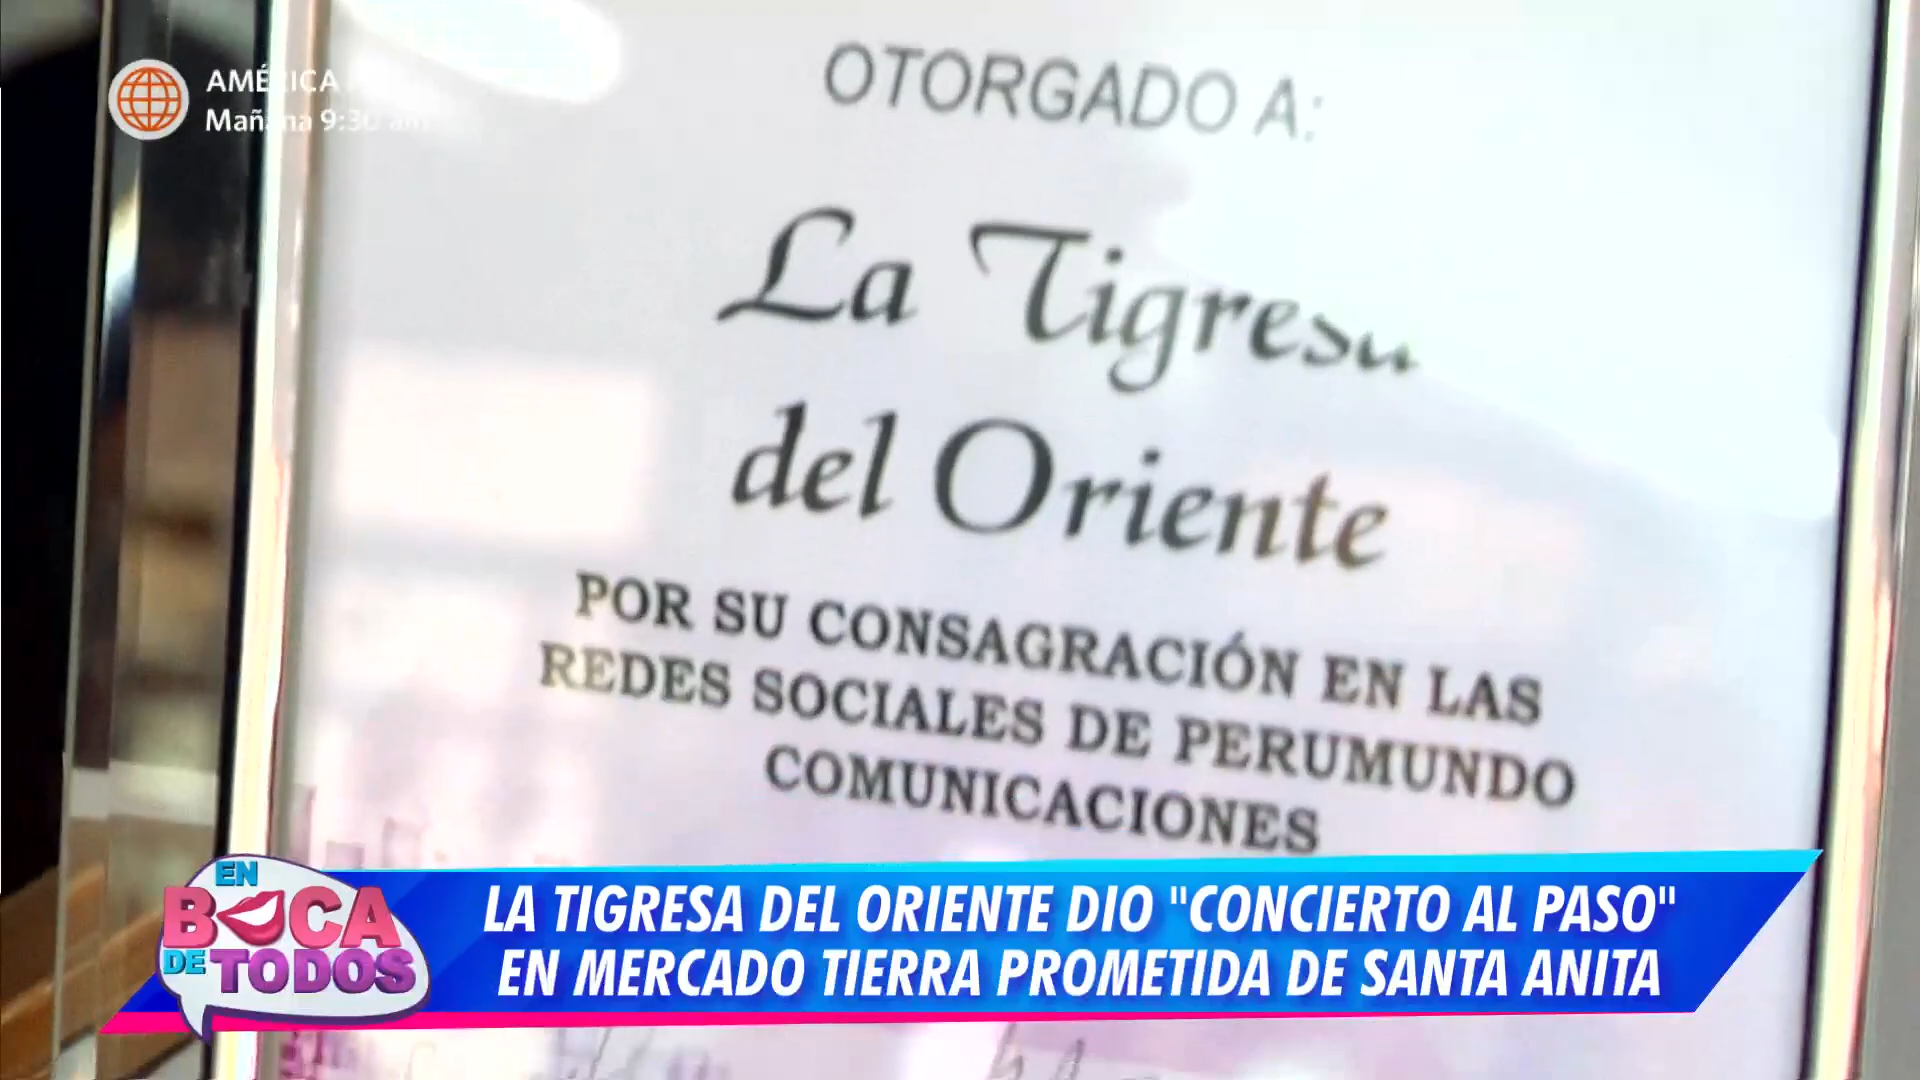 AMÉRICA
Mañana 9:30 am
OTORGADO A:
La Tigresa
del Oriente
POR SU CONSAGRACIÓN EN LAS
REDES SOCIALES DE PERUMUNDO
COMUNICACIONES
EN
BOCA
DE TODOS
LA TIGRESA DEL ORIENTE DIO "CONCIERTO AL PASO"
EN MERCADO TIERRA PROMETIDA DE SANTA ANITA